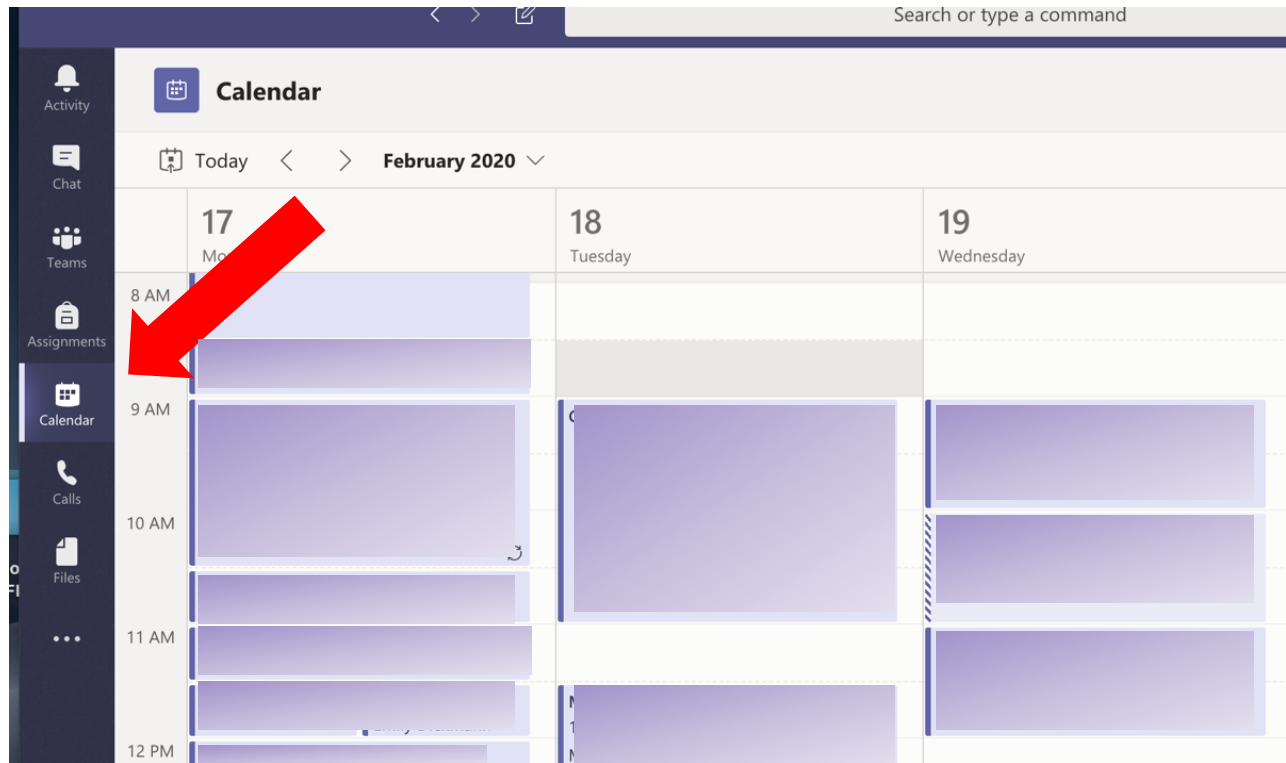 Search or type a command
Activity
Chat
Teams
Assignments
Calendar
Calls
Files
Calendar
Today
February 2020
17
18
19
Tuesday
Wednesday
8 AM
9 AM
10 AM
11 AM
12 PM